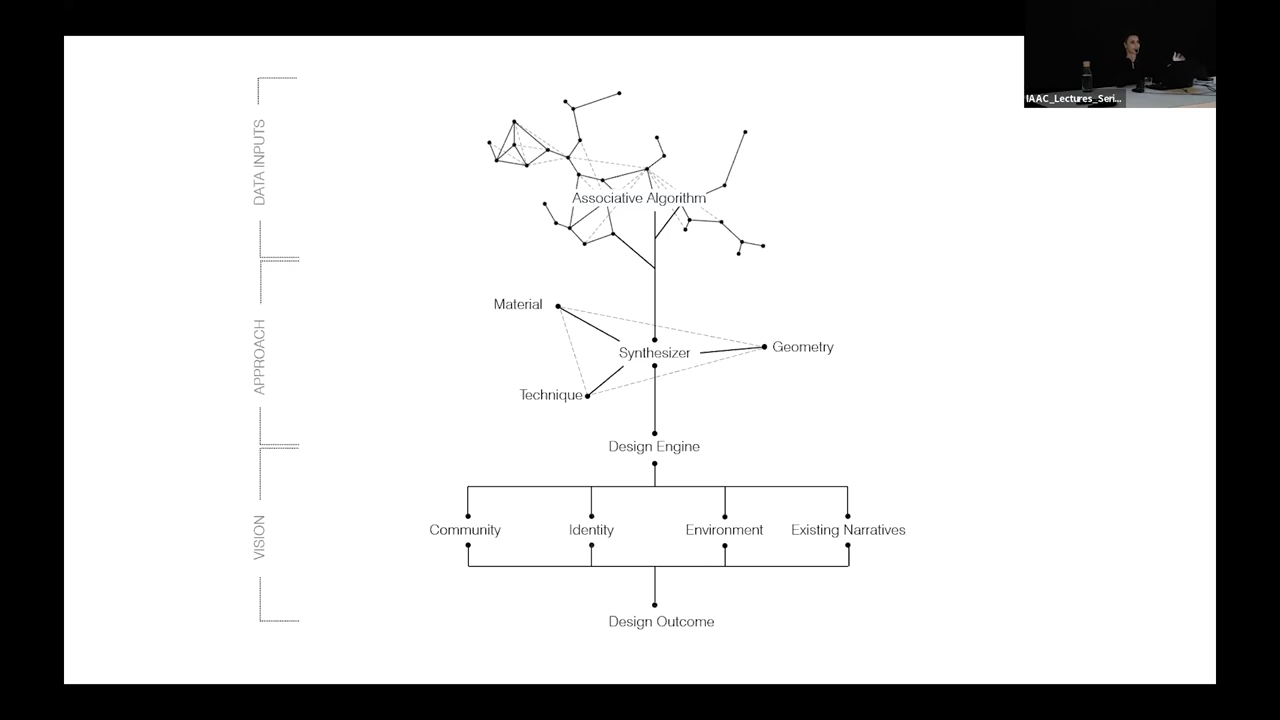 IAAC_Lectures_Seri...
DATA INPUTS
Associative Algorithm
APPROACH
Material
Synthesizer
Geometry
Technique
Design Engine
VISION
Community
Identity
Environment
Existing Narratives
Design Outcome